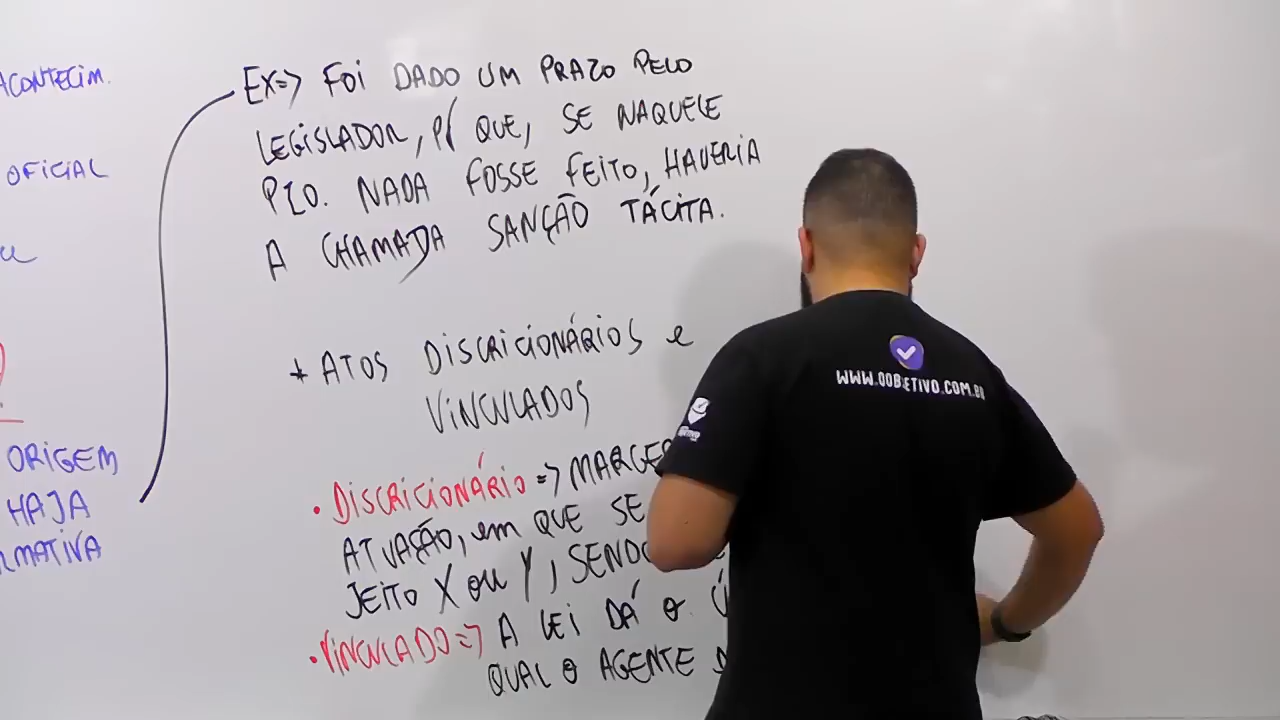 ACONTECIM.
OFICIAL
ORIGEM
HAJA
EX=> FOI DADO UM PRAZO PELO
LEGISLADOR, P/ QUE, SE NAQUELE
PZO. NADA FOSSE FEITO, HAVERIA
A CHAMADA SANÇÃO TÁCITA.
* ATOS DISCRICIONÁRIOS e
VINCULADOS
• DISCRICIONÁRIO => MARGE
ATUAÇÃO, em QUE SE
JEITO X OU Y, SENDO
• VINCULADO => A LEI DÁ O
QUAL O AGENTE
WWW.OOBJETIVO.COM.BR